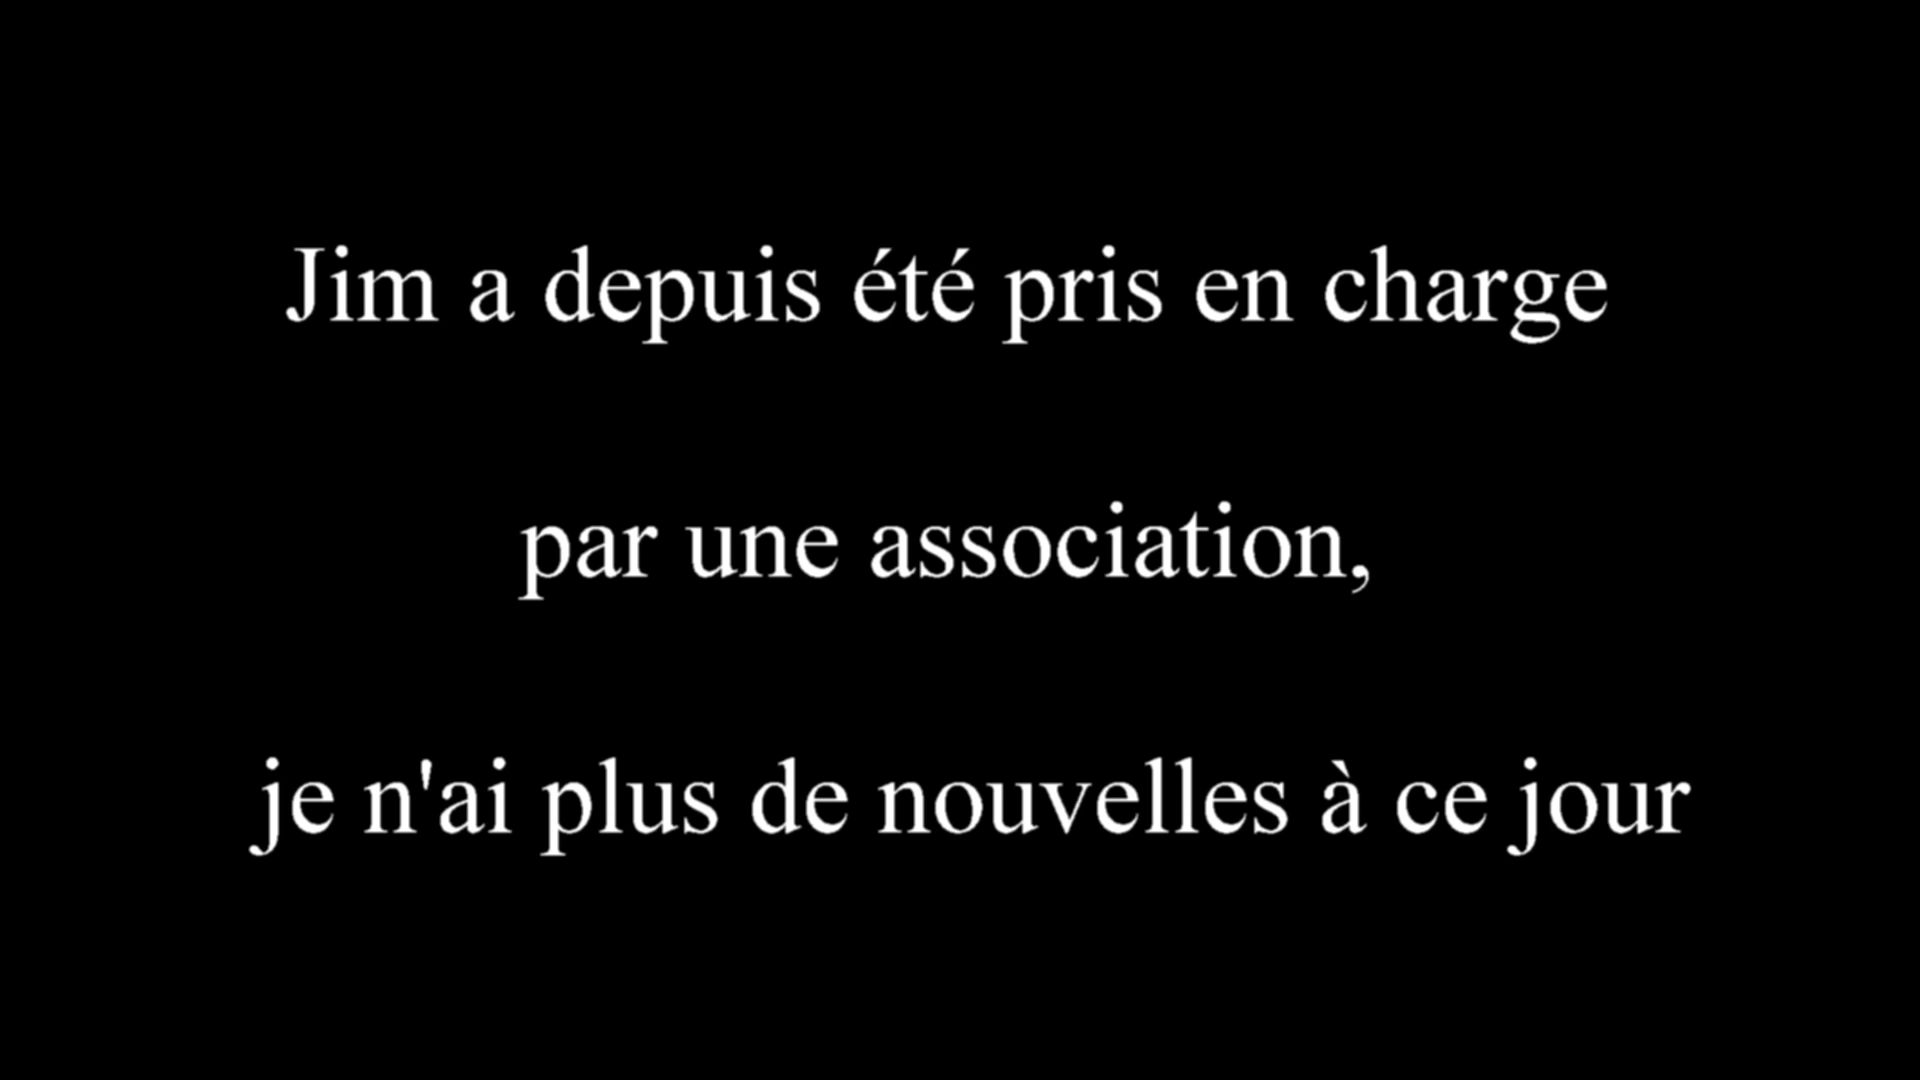 Jim a depuis été pris en charge
par une association,
je n'ai plus de nouvelles à ce jour